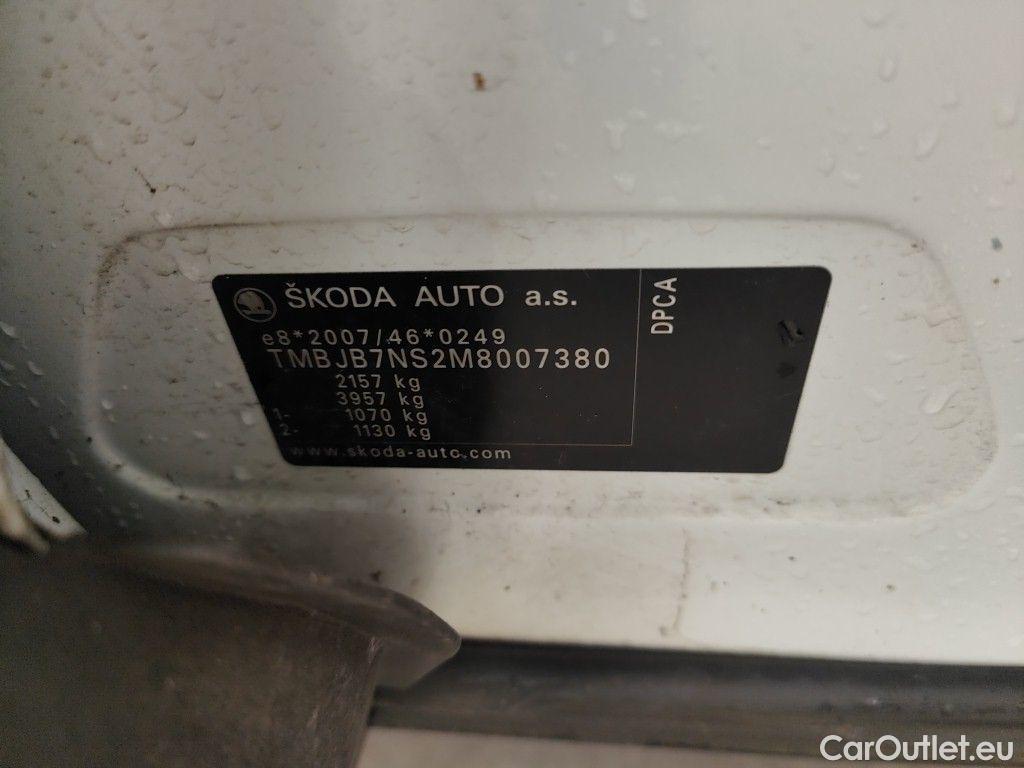 ŠKODA AUTO a.s.
e8*2007/46*0249
TMBJB7NS2M8007380
2157 kg
3957 kg
1- 1070 kg
2- 1130 kg
www.skoda-auto.com
DPCA
CarOutlet.eu